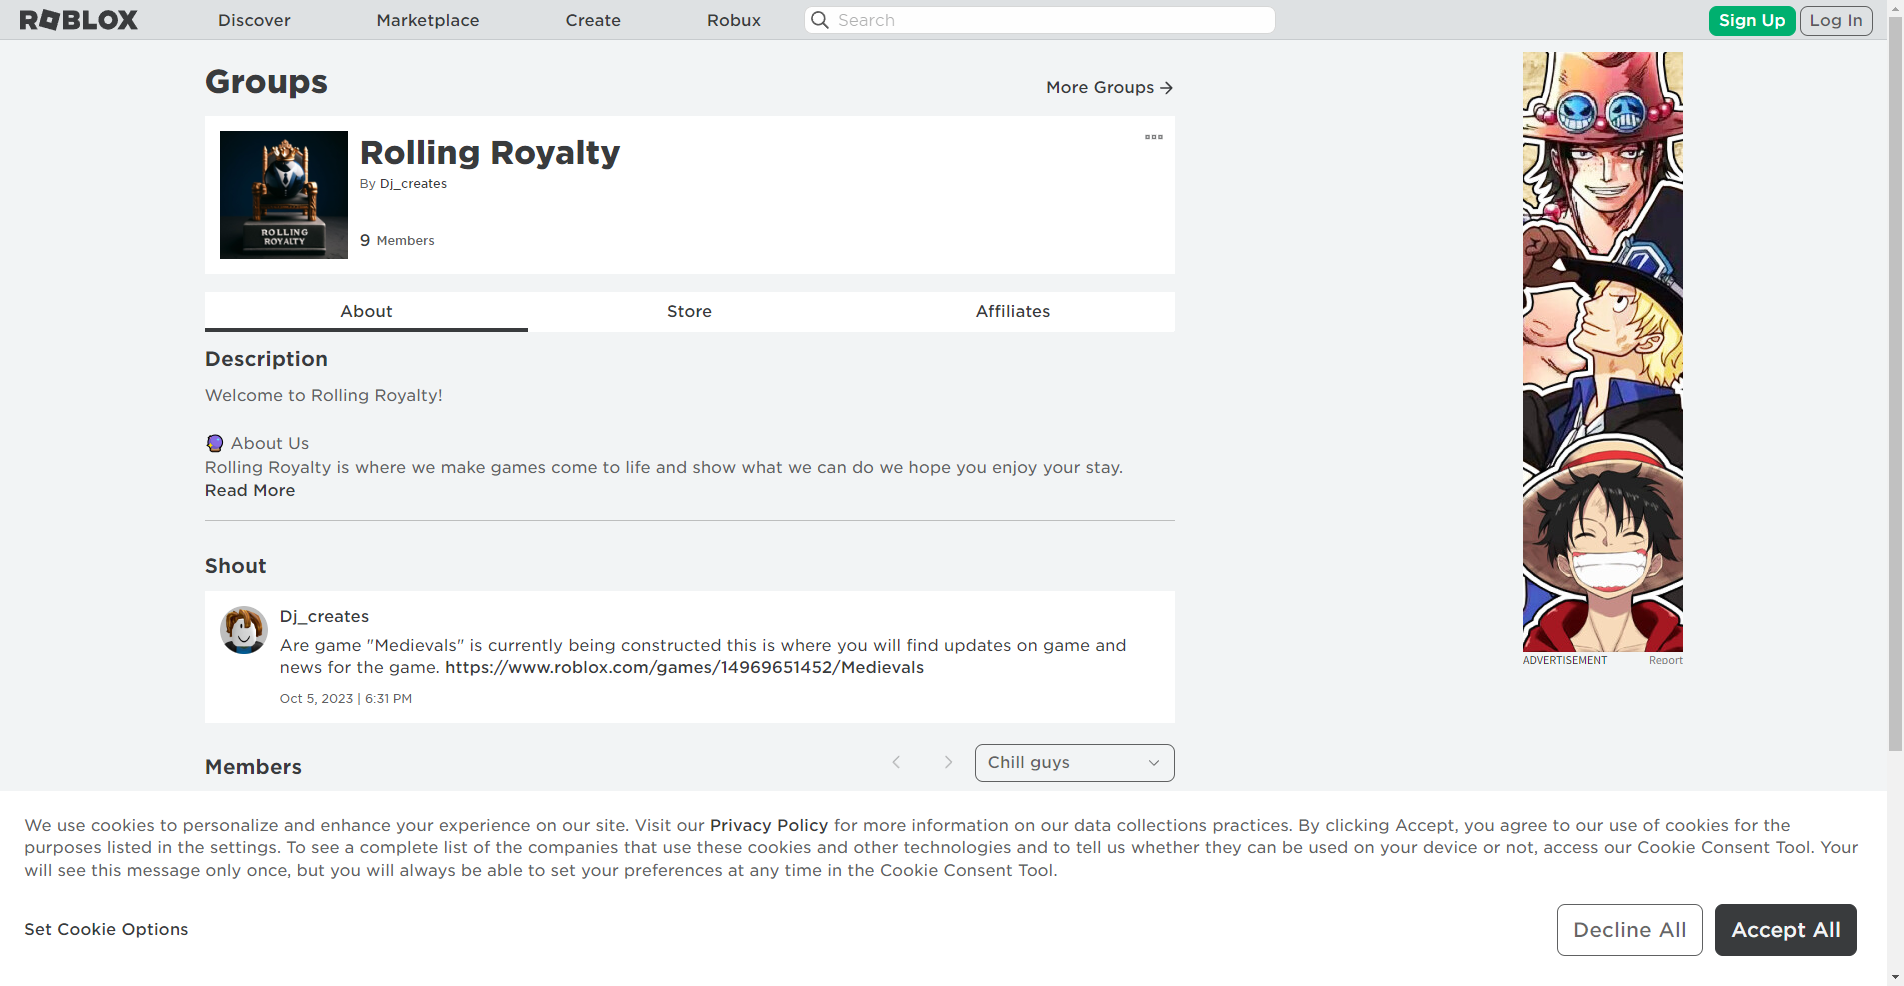 ROBLOX
Discover
Marketplace
Create
Robux
Search
Sign Up
Log In
Groups
More Groups
ROLLING
ROYALTY
Rolling Royalty
By Dj_creates
9 Members
About
Store
Affiliates
Description
Welcome to Rolling Royalty!
About Us
Rolling Royalty is where we make games come to life and show what we can do we hope you enjoy your stay.
Read More
Shout
Dj_creates
Are game "Medievals" is currently being constructed this is where you will find updates on game and
news for the game. https://www.roblox.com/games/14969651452/Medievals
Oct 5, 2023 | 6:31 PM
ADVERTISEMENT
Report
Members
Chill guys
We use cookies to personalize and enhance your experience on our site. Visit our Privacy Policy for more information on our data collections practices. By clicking Accept, you agree to our use of cookies for the
purposes listed in the settings. To see a complete list of the companies that use these cookies and other technologies and to tell us whether they can be used on your device or not, access our Cookie Consent Tool. Your
will see this message only once, but you will always be able to set your preferences at any time in the Cookie Consent Tool.
Set Cookie Options
Decline All
Accept All